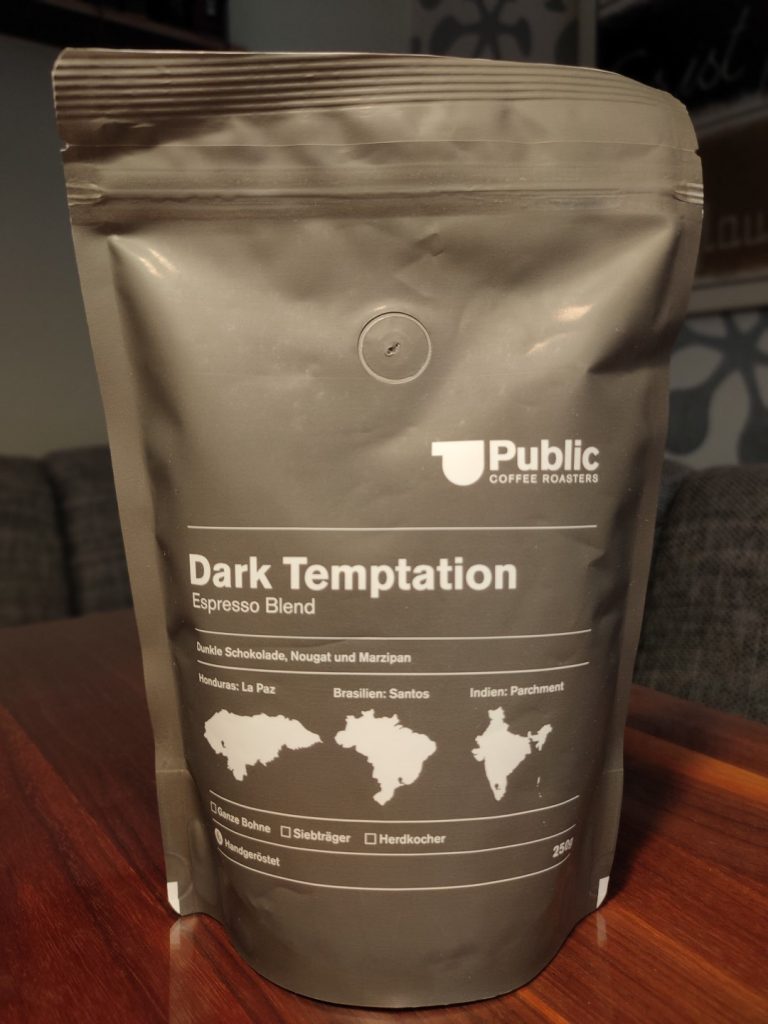 Public
COFFEE ROASTERS
Dark Temptation
Espresso Blend
Dunkle Schokolade, Nougat und Marzipan
Honduras: La Paz
Brasilien: Santos
Indien: Parchment
Ganze Bohne
Siebträger
Herdkocher
Handgeröstet
250g